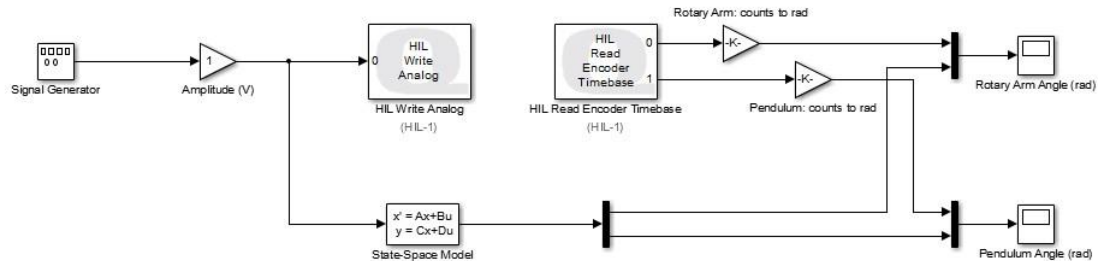 Signal Generator
1
Amplitude (V)
0
HIL
Write
Analog
HIL Write Analog
(HIL-1)
HIL
Read
Encoder
Timebase
0
1
HIL Read Encoder Timebase
(HIL-1)
Rotary Arm: counts to rad
-K-
-K-
Pendulum: counts to rad
Rotary Arm Angle (rad)
x' = Ax+Bu
y = Cx+Du
State-Space Model
Pendulum Angle (rad)